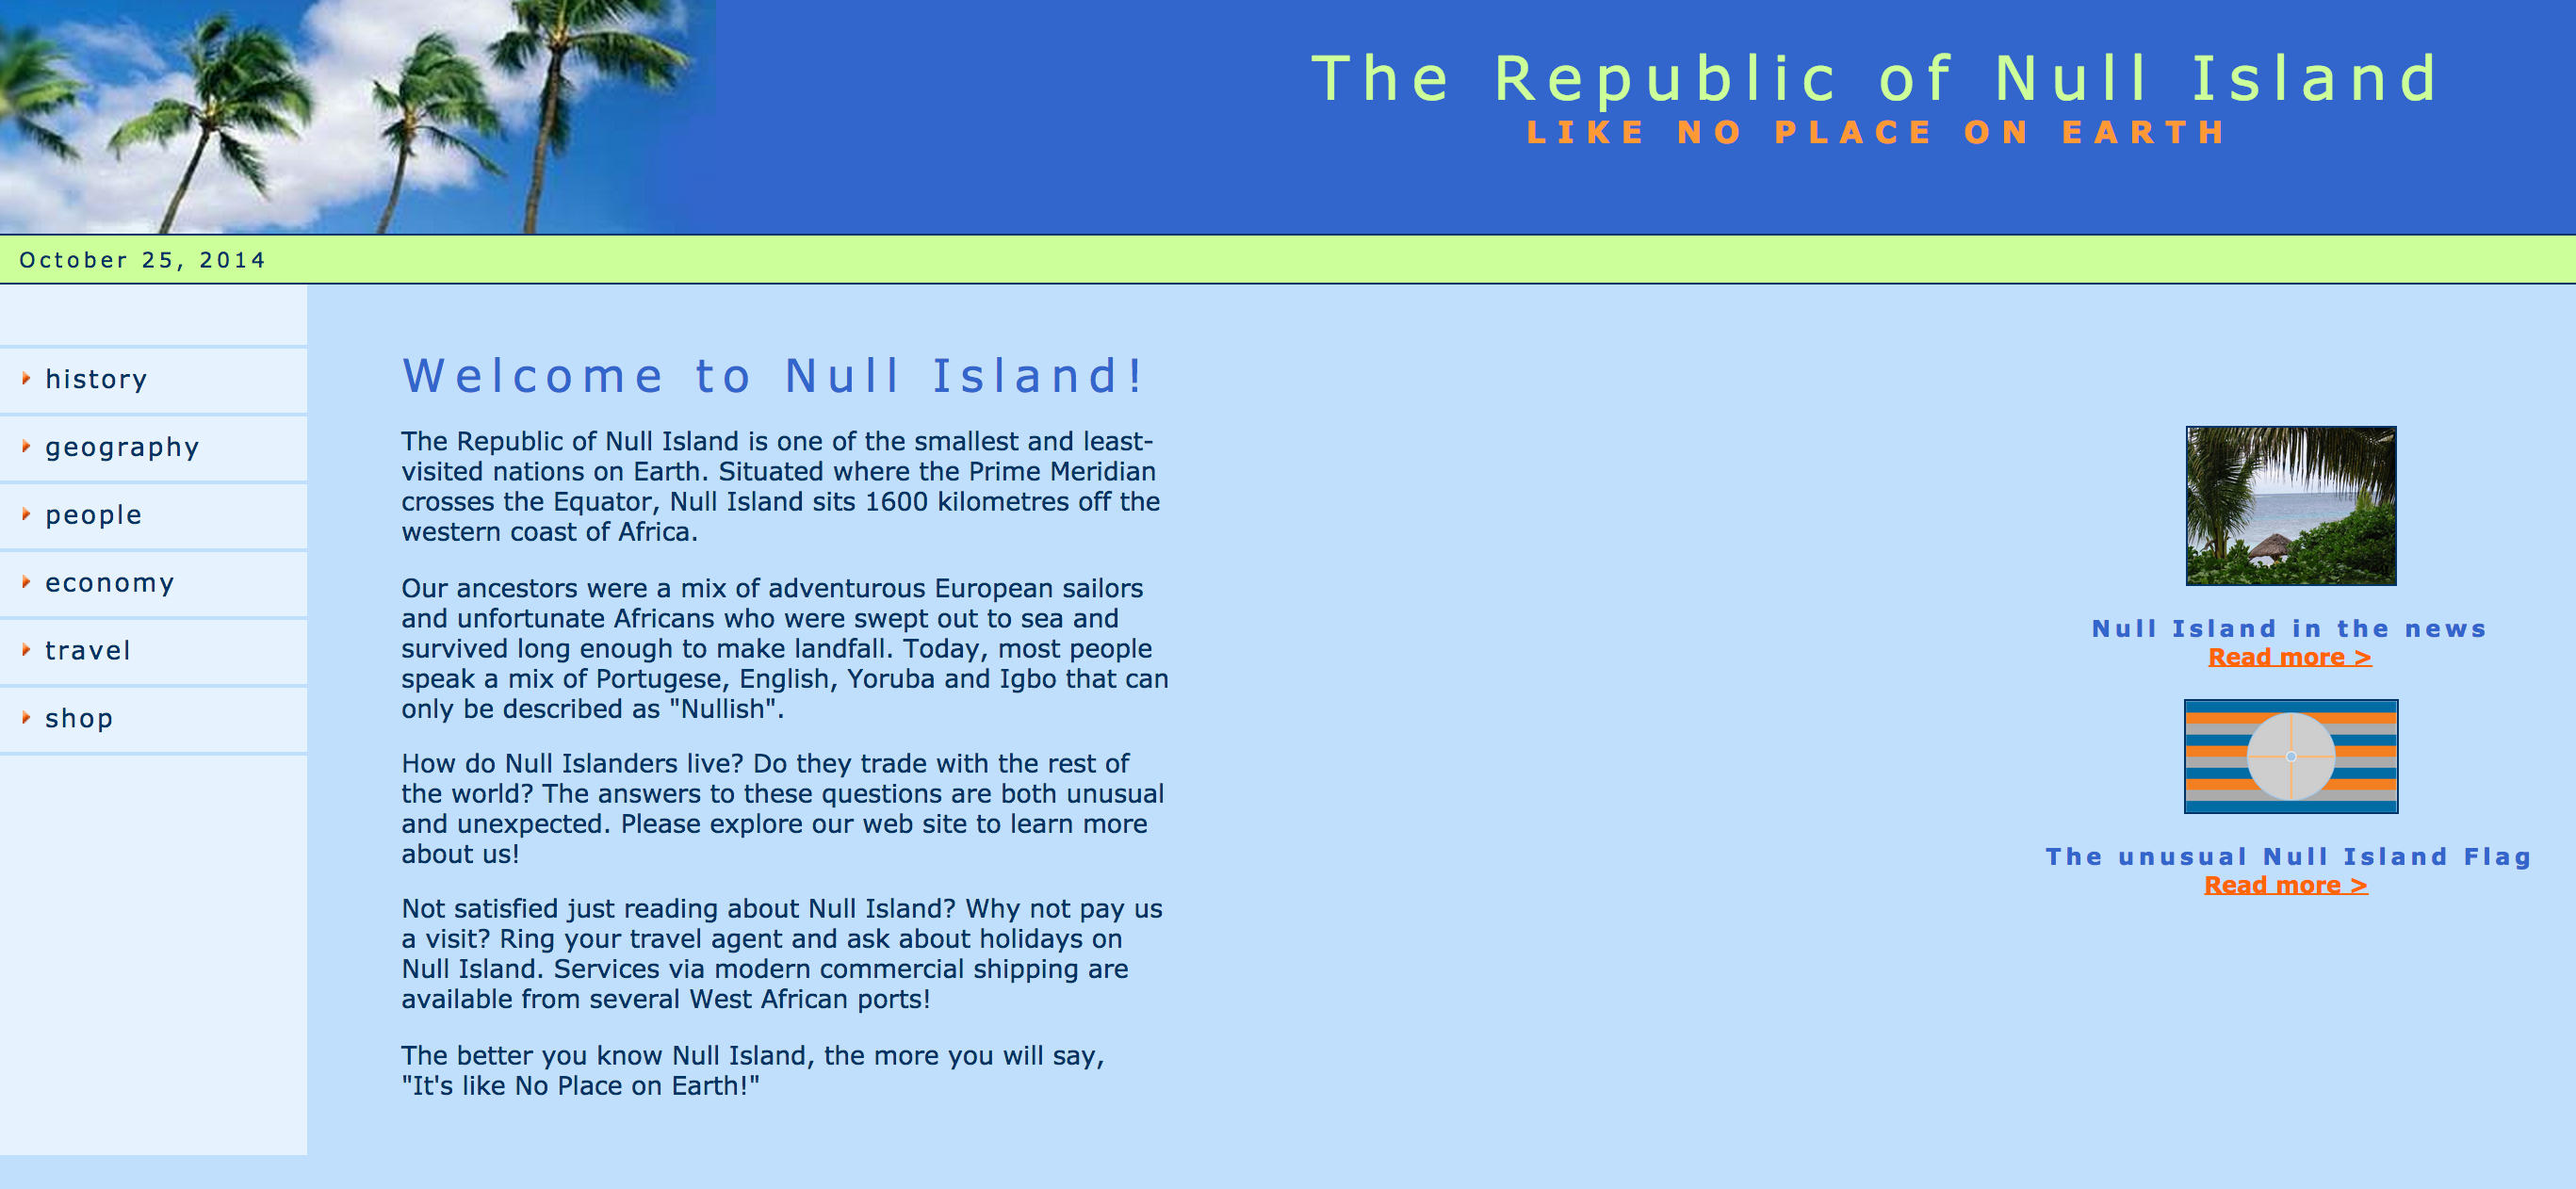 The Republic of Null Island
LIKE NO PLACE ON EARTH
October 25, 2014
history
geography
people
economy
travel
shop
Welcome to Null Island!
The Republic of Null Island is one of the smallest and least-
visited nations on Earth. Situated where the Prime Meridian
crosses the Equator, Null Island sits 1600 kilometres off the
western coast of Africa.
Our ancestors were a mix of adventurous European sailors
and unfortunate Africans who were swept out to sea and
survived long enough to make landfall. Today, most people
speak a mix of Portugese, English, Yoruba and Igbo that can
only be described as "Nullish".
How do Null Islanders live? Do they trade with the rest of
the world? The answers to these questions are both unusual
and unexpected. Please explore our web site to learn more
about us!
Not satisfied just reading about Null Island? Why not pay us
a visit? Ring your travel agent and ask about holidays on
Null Island. Services via modern commercial shipping are
available from several West African ports!
The better you know Null Island, the more you will say,
"It's like No Place on Earth!"
Null Island in the news
Read more >
The unusual Null Island Flag
Read more >